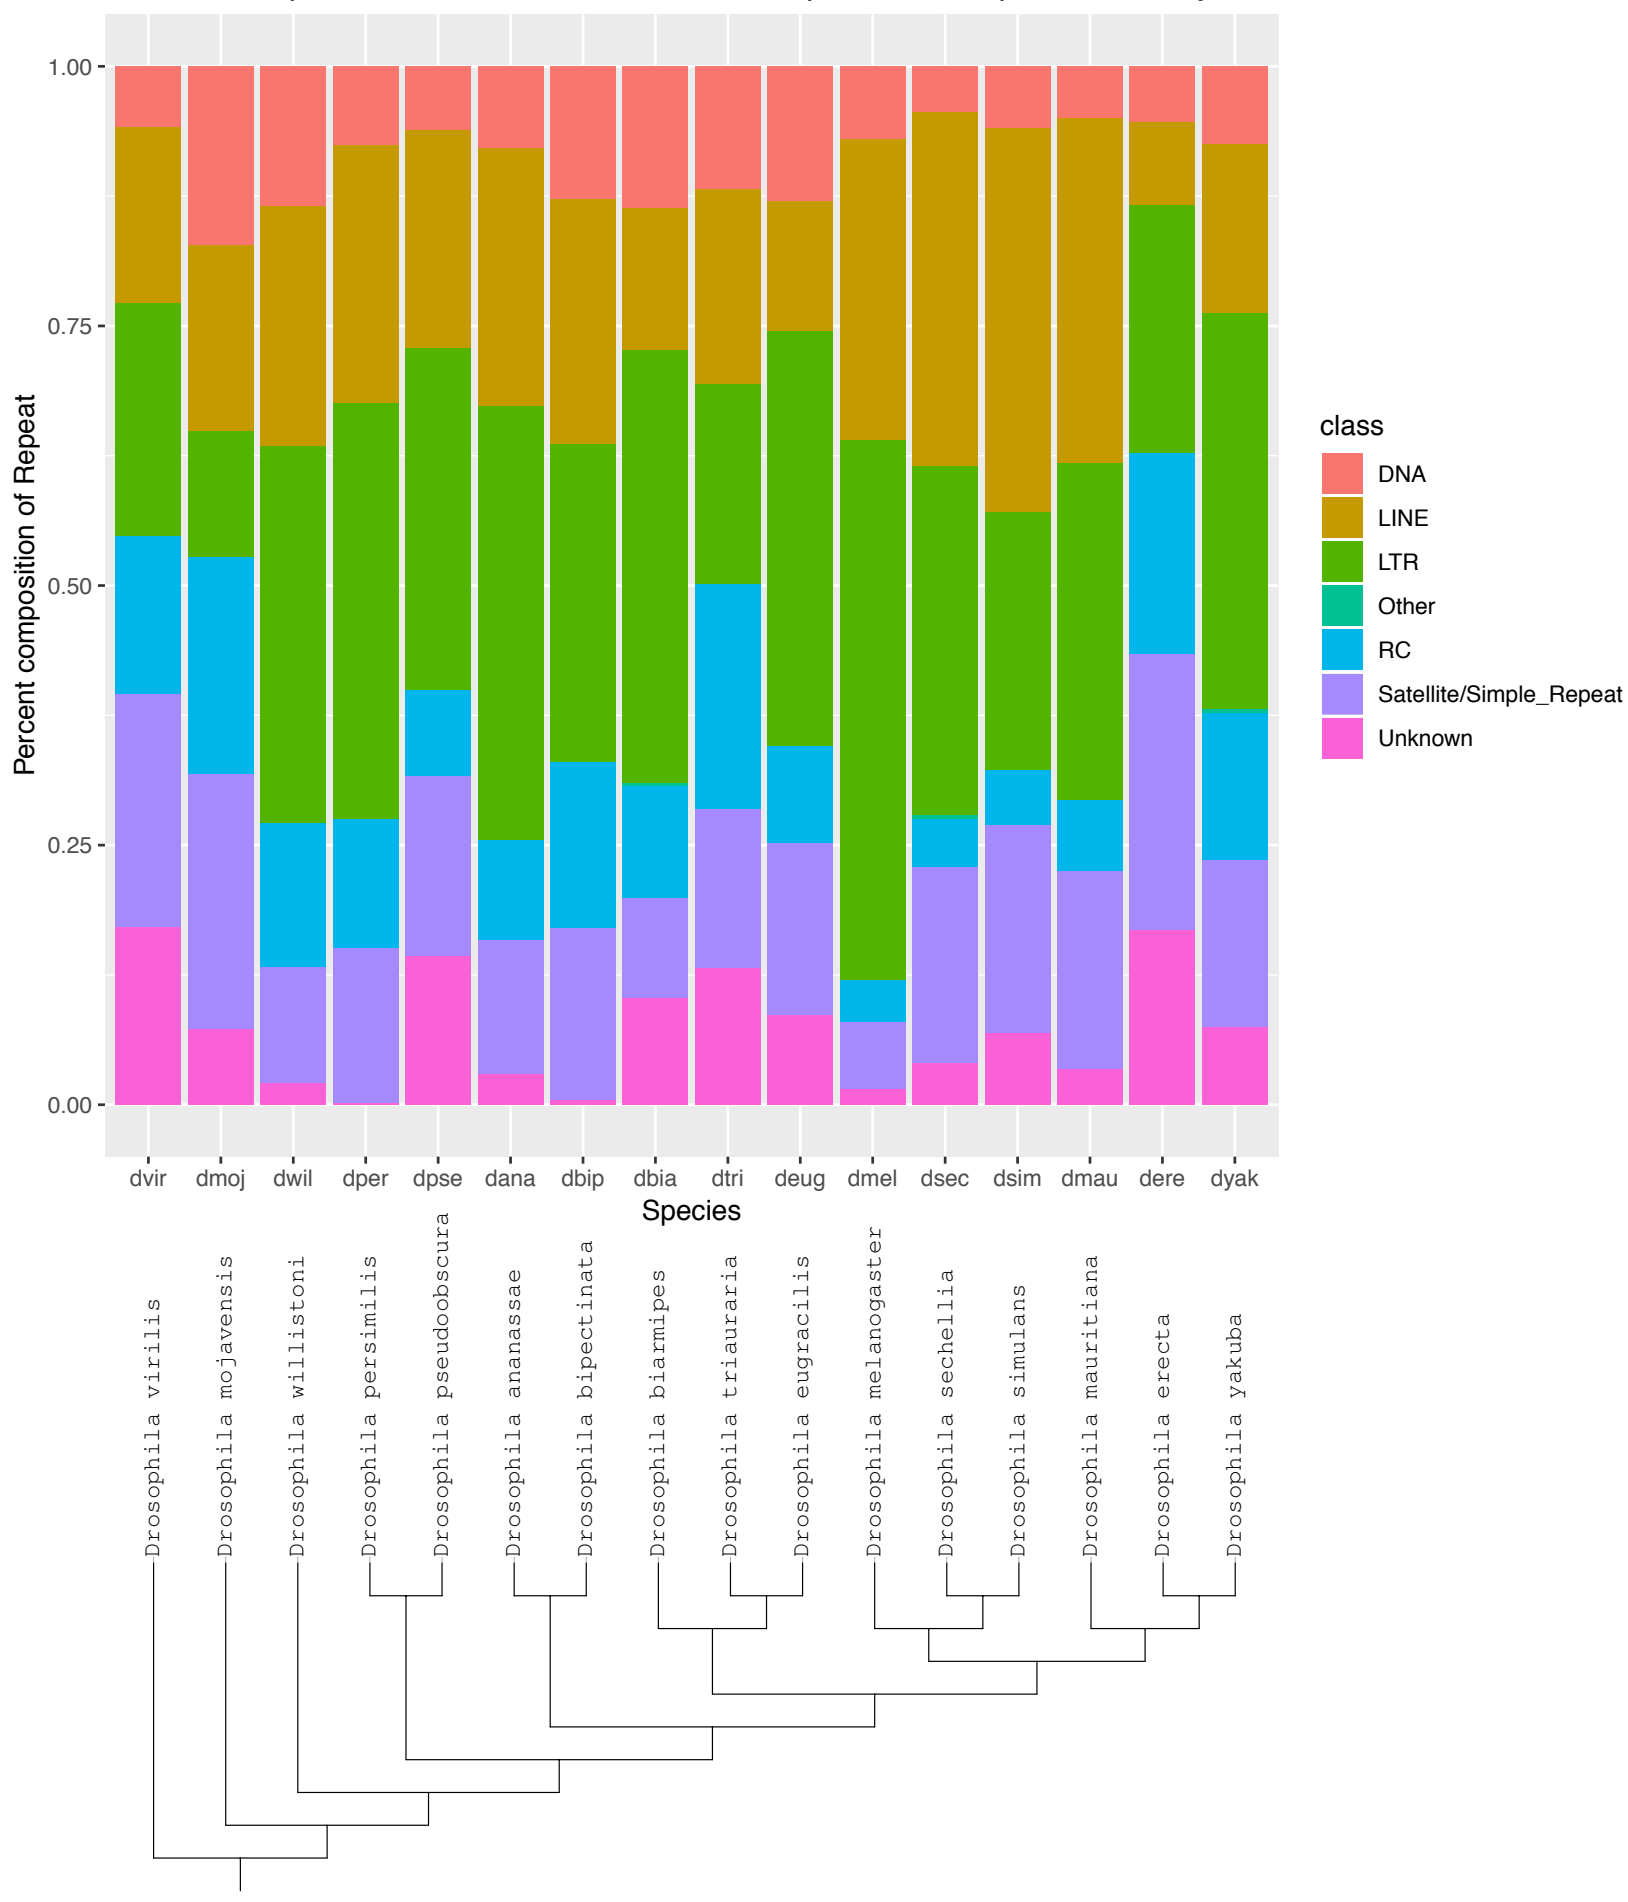 1.00
0.75
0.50
0.25
0.00
Percent composition of Repeat
dvir dmoj dwil dper dpse dana dbip dbia dtri deug dmel dsec dsim dmau dere dyak
Species
class
DNA
LINE
LTR
Other
RC
Satellite/Simple_Repeat
Unknown
Drosophila virilis
Drosophila mojavensis
Drosophila willistoni
Drosophila persimilis
Drosophila pseudoobscura
Drosophila ananassae
Drosophila bipectinata
Drosophila biarmipes
Drosophila triauraria
Drosophila eugracilis
Drosophila melanogaster
Drosophila sechellia
Drosophila simulans
Drosophila mauritiana
Drosophila erecta
Drosophila yakuba